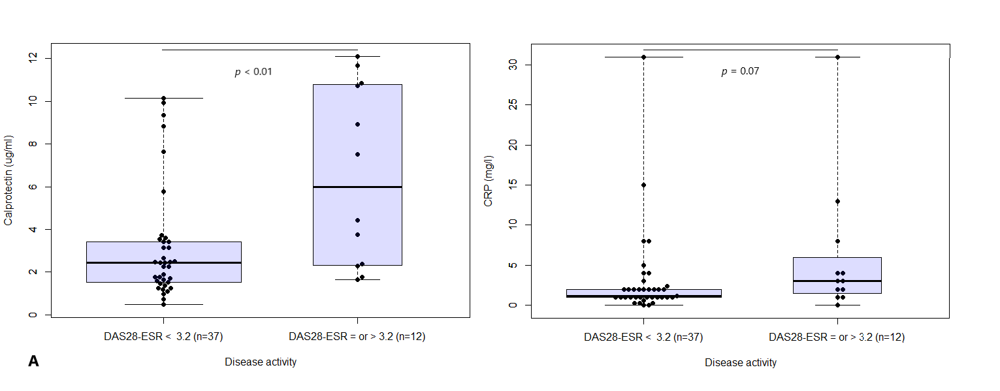 Calprotectin (ug/ml)
12
10
8
6
4
2
0
p < 0.01
DAS28-ESR < 3.2 (n=37)
DAS28-ESR = or > 3.2 (n=12)
Disease activity
A
CRP (mg/l)
30
25
20
15
10
5
0
p = 0.07
DAS28-ESR < 3.2 (n=37)
DAS28-ESR = or > 3.2 (n=12)
Disease activity